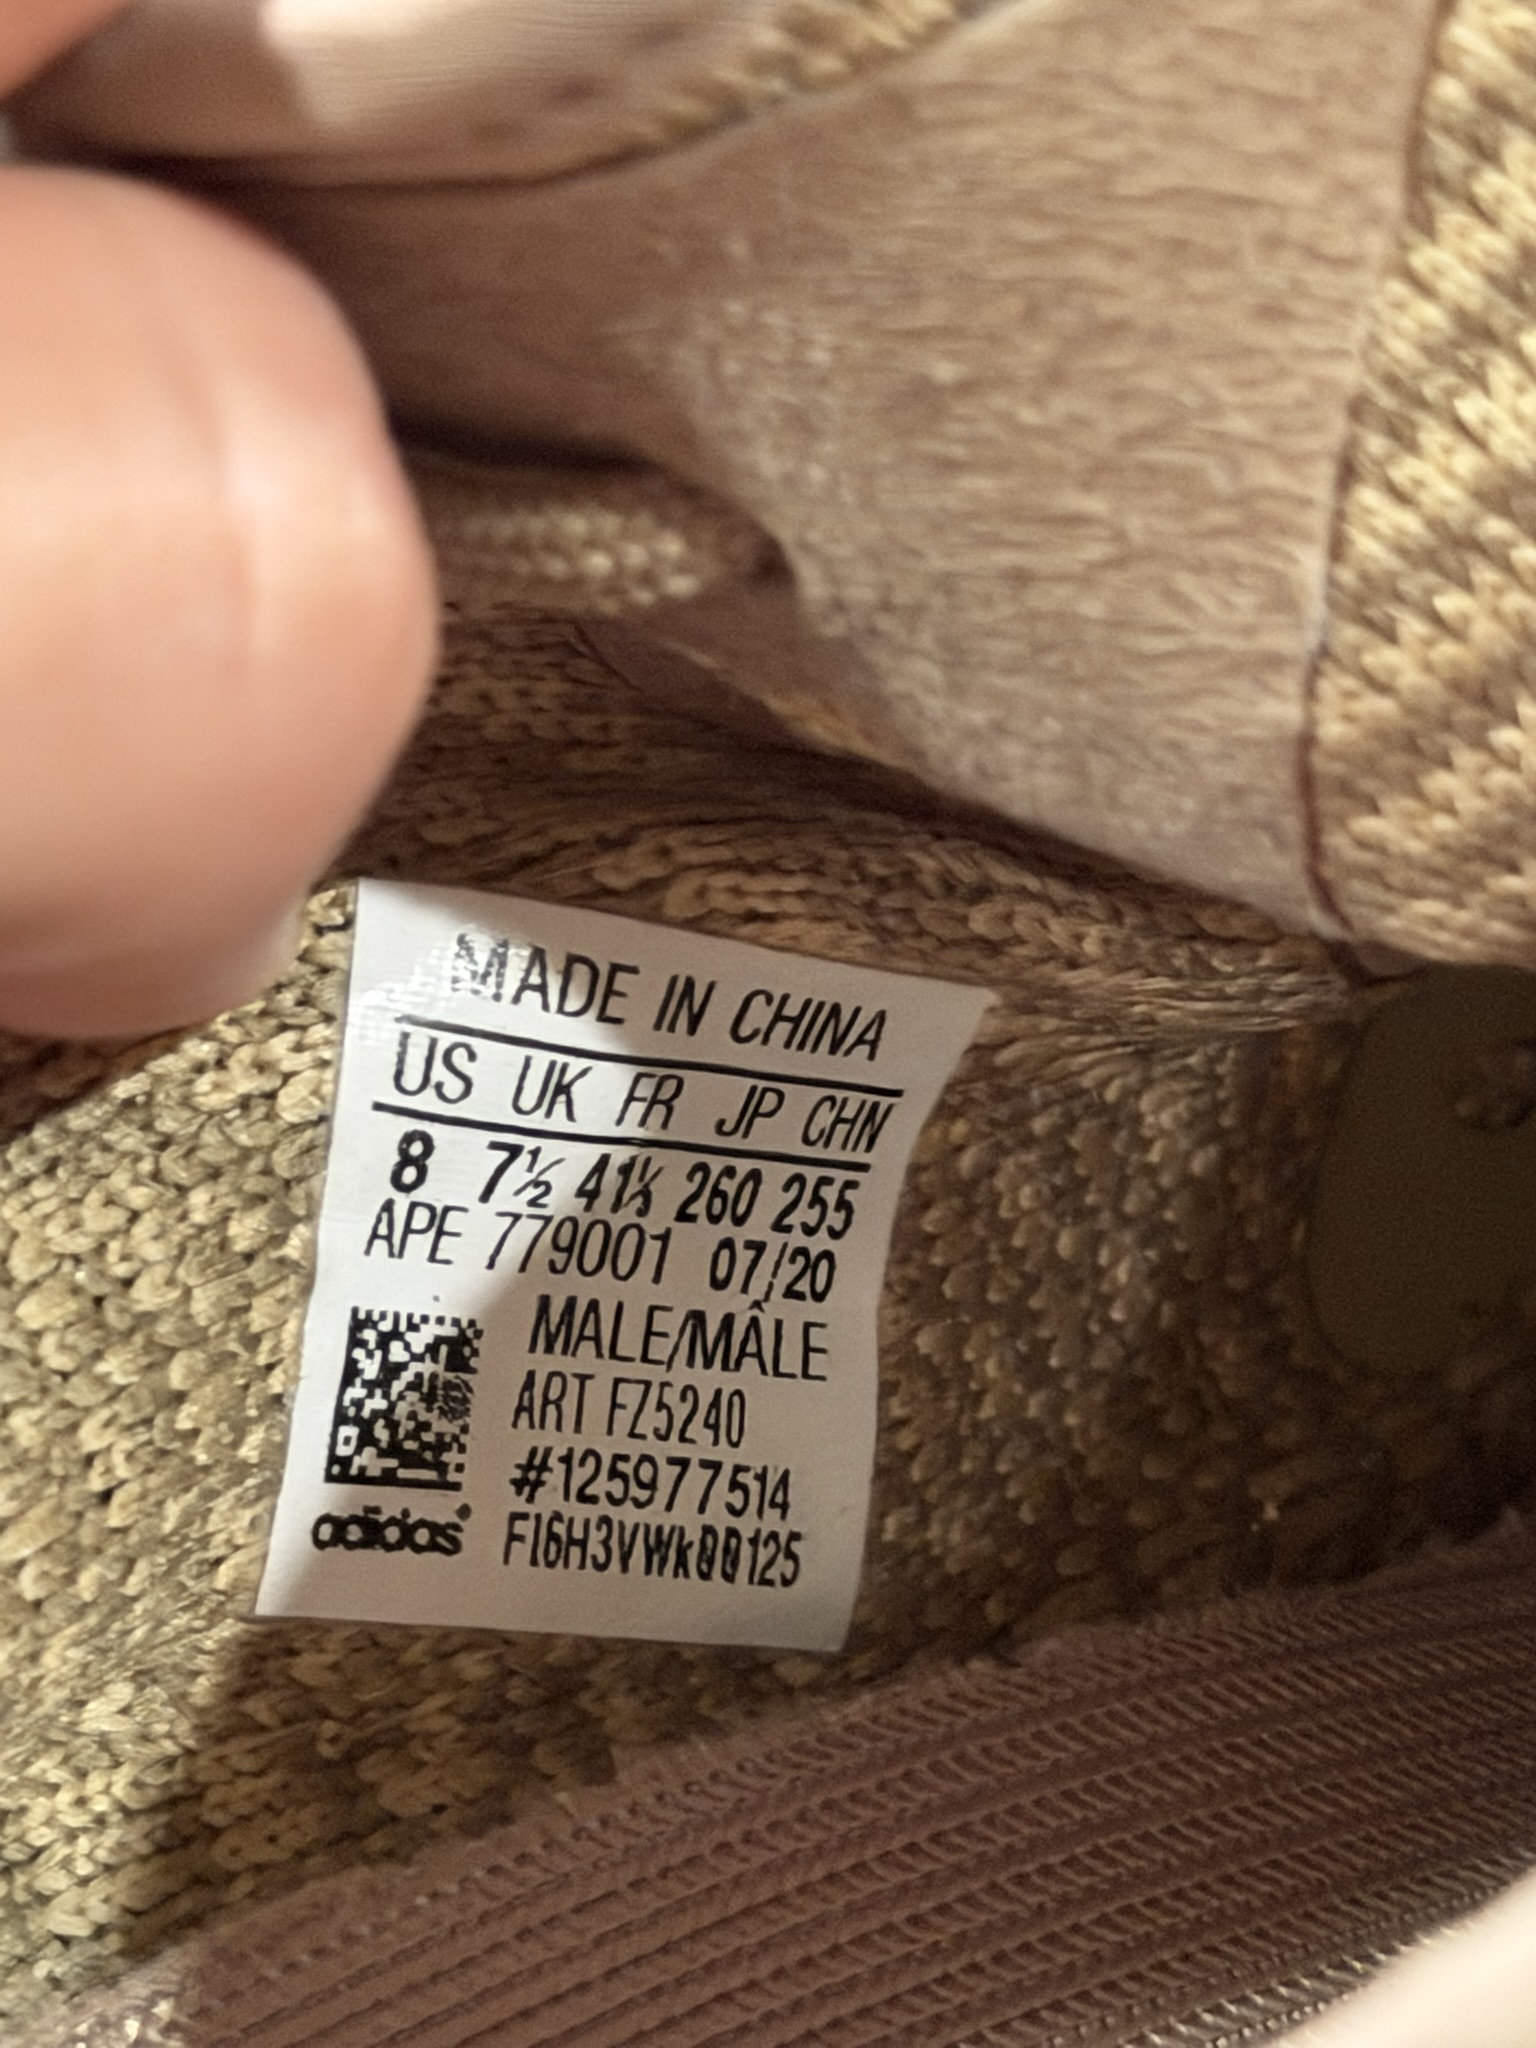 MADE IN CHINA
US UK FR JP CHN
8 7½ 41⅓ 260 255
APE 779001 07/20
MALE/MÂLE
ART FZ5240
#125977514
adidas